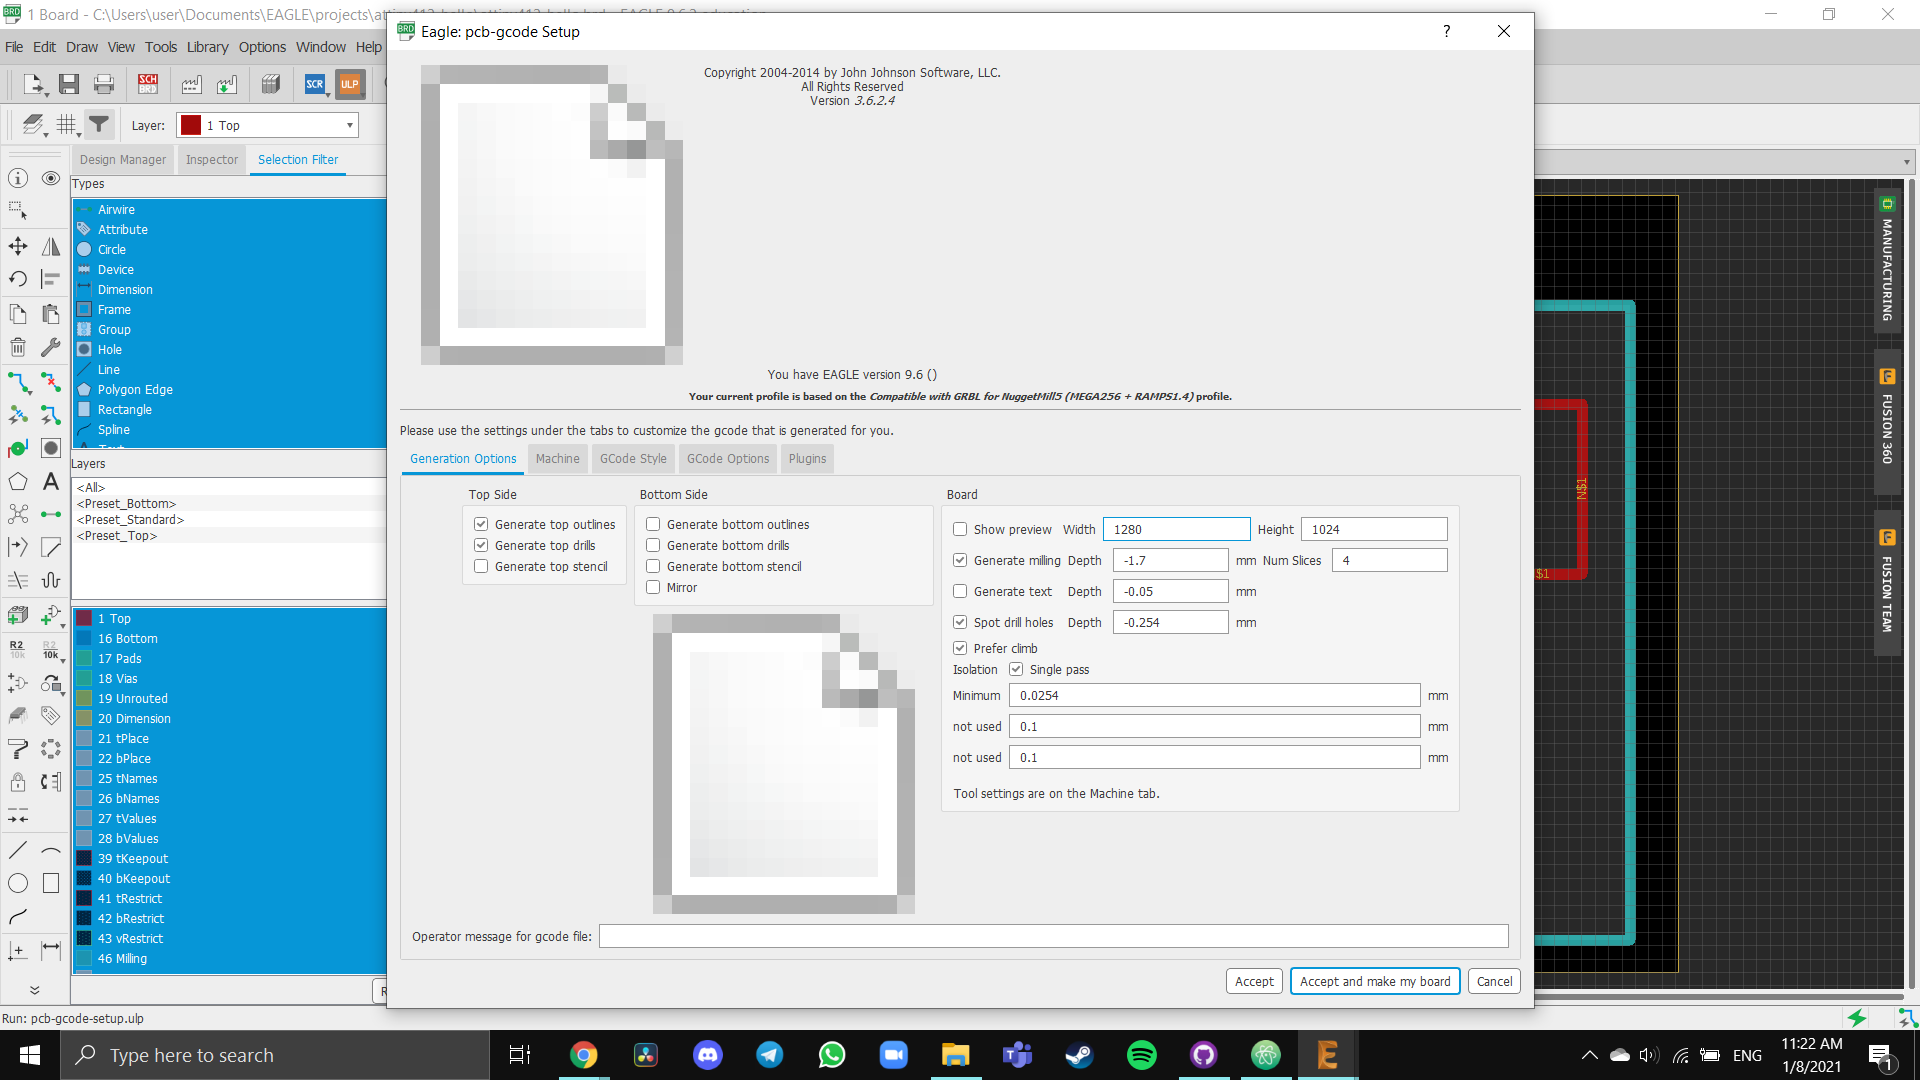 1 Board - C:\Users\user\Documents\EAGLE\projects\
Eagle: pcb-gcode Setup
?
File Edit Draw View Tools Library Options Window Help
SCH BRD SCR ULP
Layer: 1 Top
Design Manager Inspector Selection Filter
Types
Airwire
Attribute
Circle
Device
Dimension
Frame
Group
Hole
Line
Polygon Edge
Rectangle
Spline
Layers
<All>
<Preset_Bottom>
<Preset_Standard>
<Preset_Top>
1 Top
16 Bottom
17 Pads
18 Vias
19 Unrouted
20 Dimension
21 tPlace
22 bPlace
25 tNames
26 bNames
27 tValues
28 bValues
39 tKeepout
40 bKeepout
41 tRestrict
42 bRestrict
43 vRestrict
46 Milling
R2 10k R2 10k
Copyright 2004-2014 by John Johnson Software, LLC.
All Rights Reserved
Version 3.6.2.4
You have EAGLE version 9.6 ()
Your current profile is based on the Compatible with GRBL for NuggetMill5 (MEGA256 + RAMPS1.4) profile.
Please use the settings under the tabs to customize the gcode that is generated for you.
Generation Options Machine GCode Style GCode Options Plugins
Top Side
Generate top outlines
Generate top drills
Generate top stencil
Bottom Side
Generate bottom outlines
Generate bottom drills
Generate bottom stencil
Mirror
Board
Show preview Width 1280 Height 1024
Generate milling Depth -1.7 mm Num Slices 4
Generate text Depth -0.05 mm
Spot drill holes Depth -0.254 mm
Prefer climb
Isolation Single pass
Minimum 0.0254 mm
not used 0.1 mm
not used 0.1 mm
Tool settings are on the Machine tab.
Operator message for gcode file:
Accept Accept and make my board Cancel
N$1
$1
MANUFACTURING
FUSION 360
FUSION TEAM
Run: pcb-gcode-setup.ulp
Type here to search
ENG
11:22 AM
1/8/2021
1